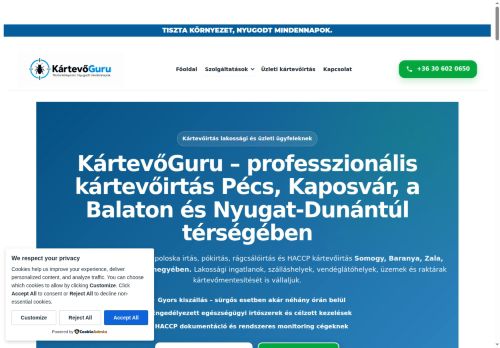 TISZTA KÖRNYEZET, NYUGODT MINDENNAPOK.
KártevőGuru
Főoldal Szolgáltatások Üzleti kártevőirtás Kapcsolat
+36 30 602 0650
Kártevőirtás lakossági és üzleti ügyfeleknek
KártevőGuru – professzionális
kártevőirtás Pécs, Kaposvár, a
Balaton és Nyugat-Dunántúl
térségében
poloska irtás, pókirtás, rágcsálóirtás és HACCP kártevőirtás Somogy, Baranya, Zala,
megyében. Lakossági ingatlanok, szálláshelyek, vendéglátóhelyek, üzemek és raktárak
kártevőmentesítését is vállaljuk.
Gyors kiszállás – sürgős esetben akár néhány órán belül
Engedélyezett egészségügyi irtószerek és célzott kezelések
HACCP dokumentáció és rendszeres monitoring cégeknek
We respect your privacy
Cookies help us improve your experience, deliver
personalized content, and analyze traffic. You can choose
which cookies to allow by clicking Customize. Click
Accept All to consent or Reject All to decline non-
essential cookies.
Customize Reject All Accept All
Powered by CookieAdmin